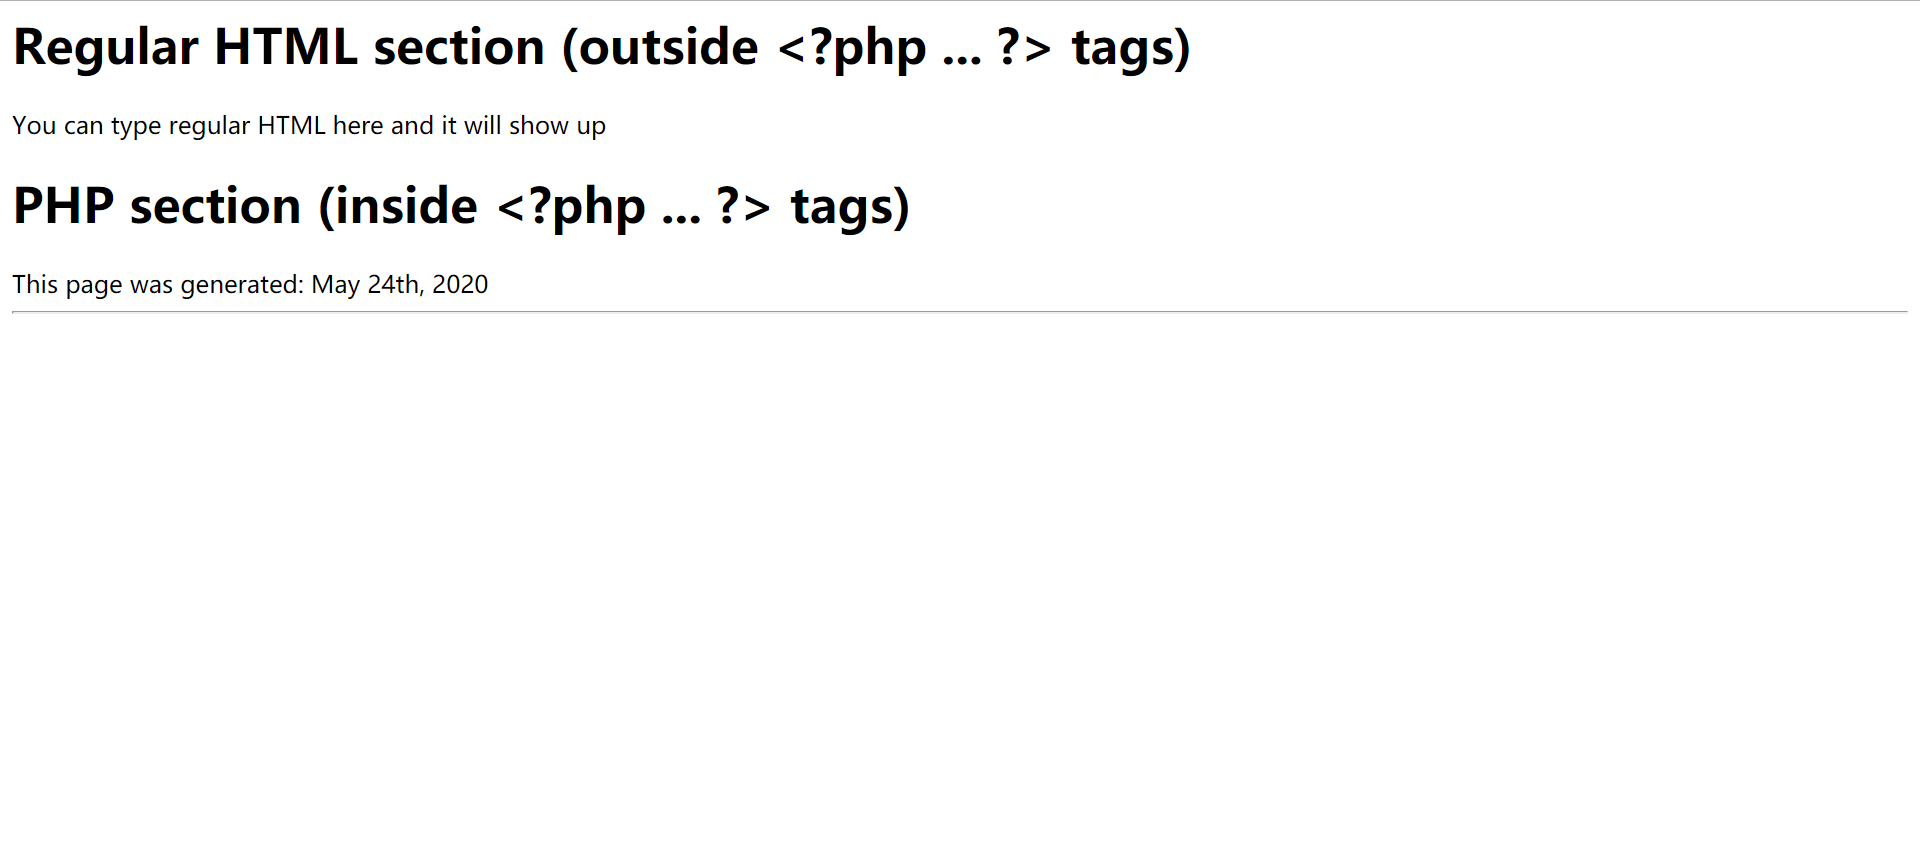 Regular HTML section (outside <?php ... ?> tags)
You can type regular HTML here and it will show up
PHP section (inside <?php ... ?> tags)
This page was generated: May 24th, 2020